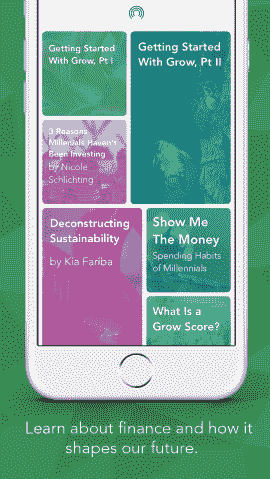 Getting Started
With Grow, Pt I
Getting Started
With Grow, Pt II
3 Reasons
Millenials Haven't
Been Investing
by Nicole
Schlichting
Deconstructing
Sustainability
by Kia Fariba
Show Me
The Money
Spending Habits
of Millennials
What Is a
Grow Score?
Learn about finance and how it
shapes our future.